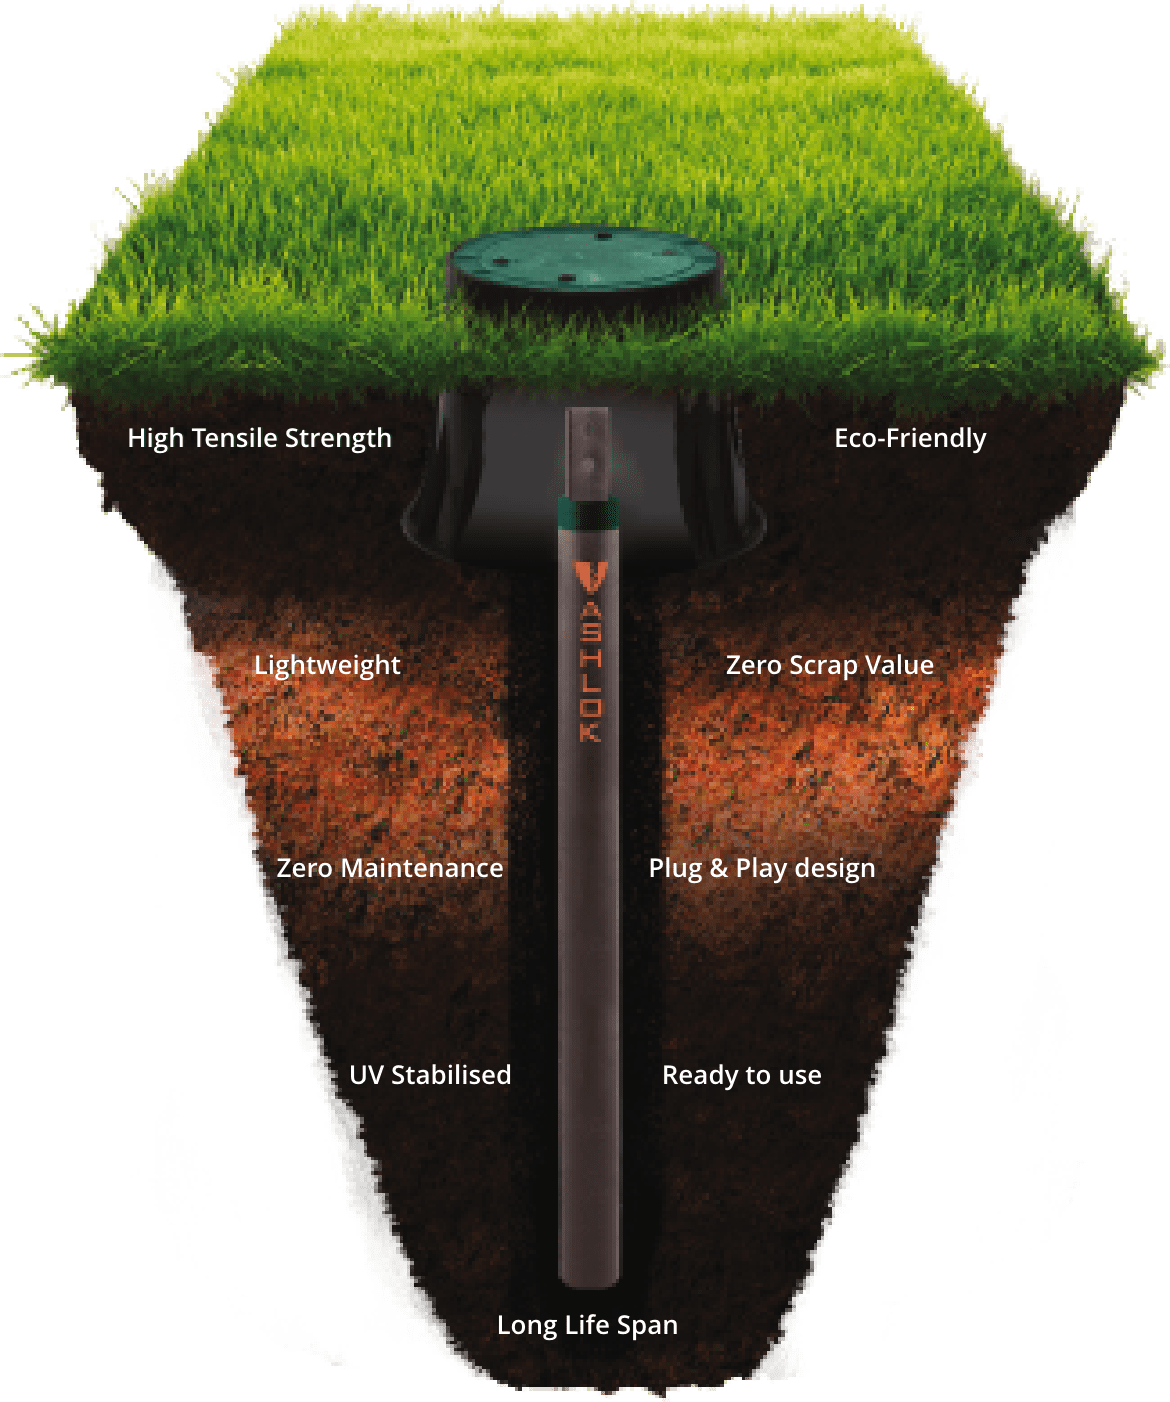 High Tensile Strength
Eco-Friendly
VASHLOK
Lightweight
Zero Scrap Value
Zero Maintenance
Plug & Play design
UV Stabilised
Ready to use
Long Life Span